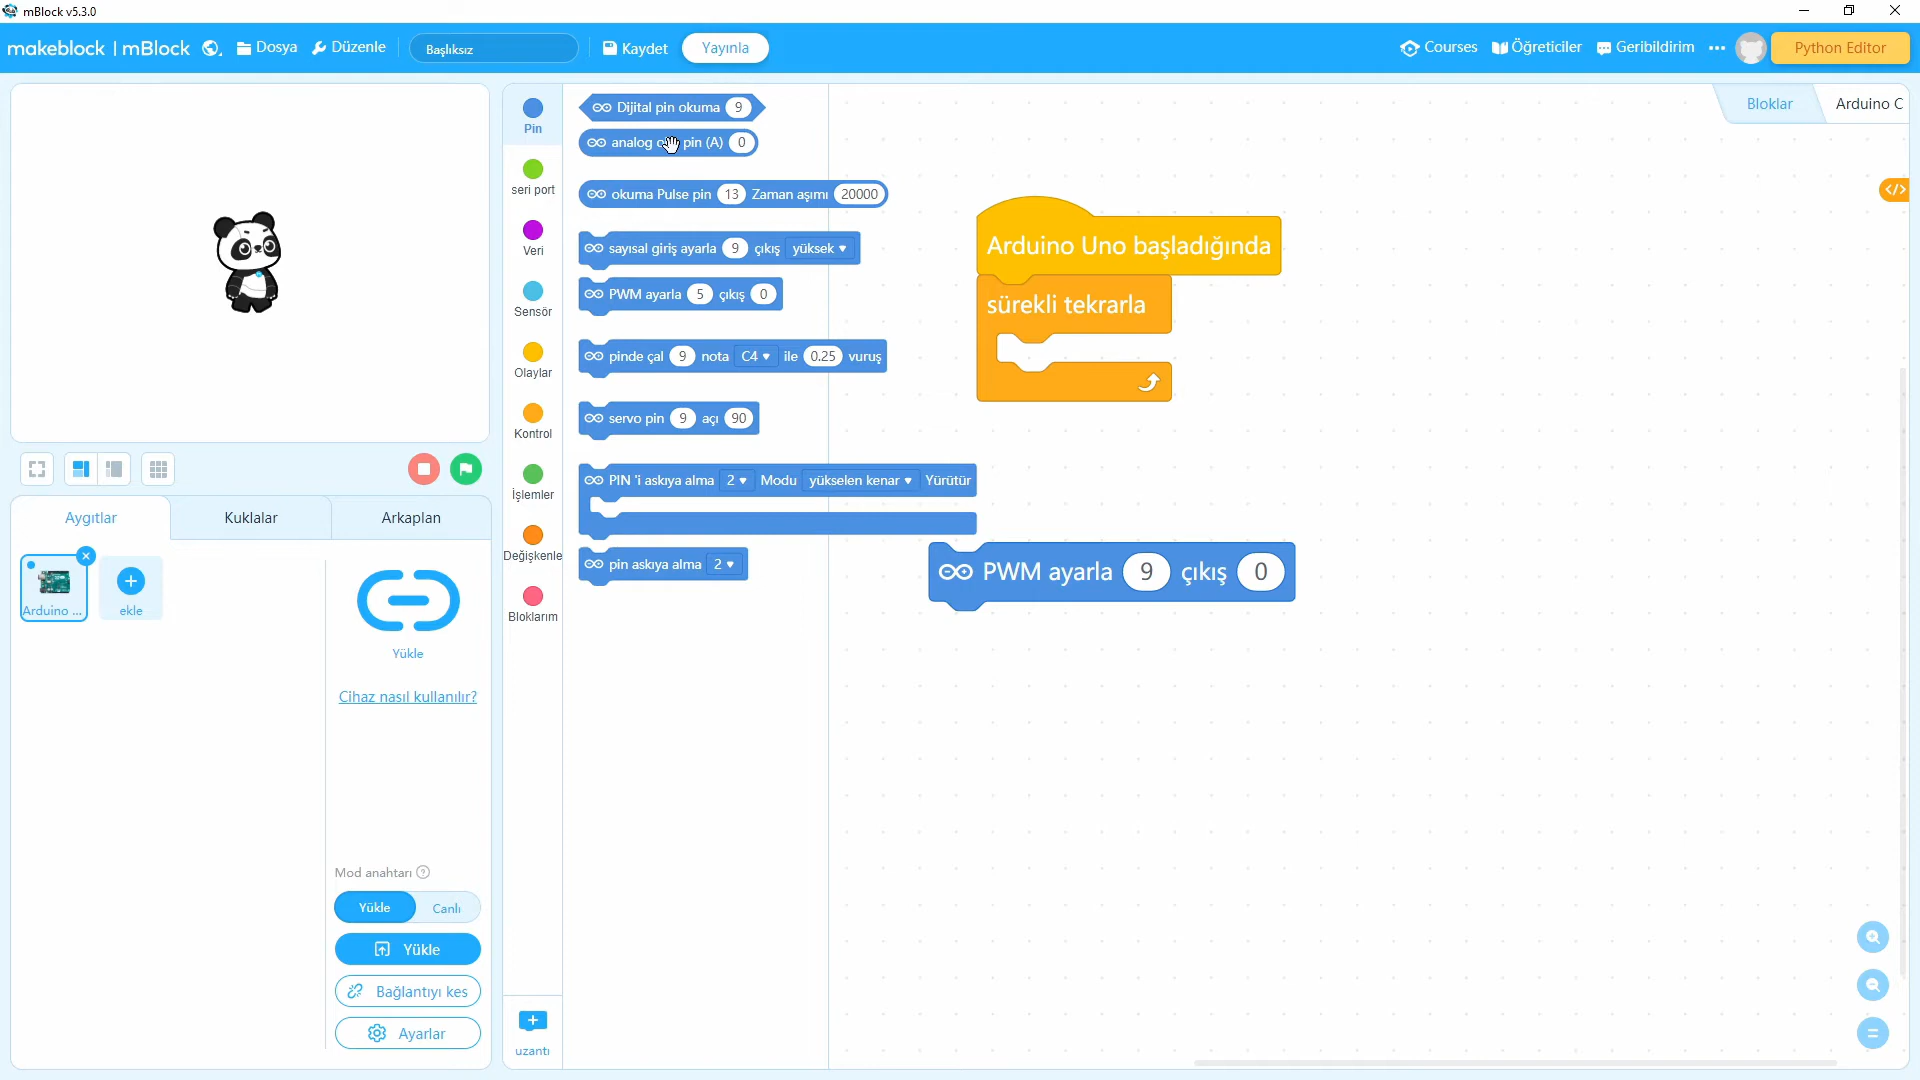 mBlock v5.3.0
makeblock | mBlock Dosya Düzenle Başlıksız Kaydet Yayınla Courses Öğreticiler Geribildirim Python Editor
Bloklar Arduino C
Pin
seri port
Veri
Sensör
Olaylar
Kontrol
İşlemler
Değişkenle
Bloklarım
uzantı
Dijital pin okuma 9
analog pin (A) 0
okuma Pulse pin 13 Zaman aşımı 20000
sayısal giriş ayarla 9 çıkış yüksek
PWM ayarla 5 çıkış 0
pinde çal 9 nota C4 ile 0.25 vuruş
servo pin 9 açı 90
PIN 'i askıya alma 2 Modu yükselen kenar Yürütür
pin askıya alma 2
Arduino Uno başladığında
sürekli tekrarla
PWM ayarla 9 çıkış 0
Aygıtlar Kuklalar Arkaplan
Arduino ...
ekle
Yükle
Cihaz nasıl kullanılır?
Mod anahtarı ?
Yükle Canlı
Yükle
Bağlantıyı kes
Ayarlar